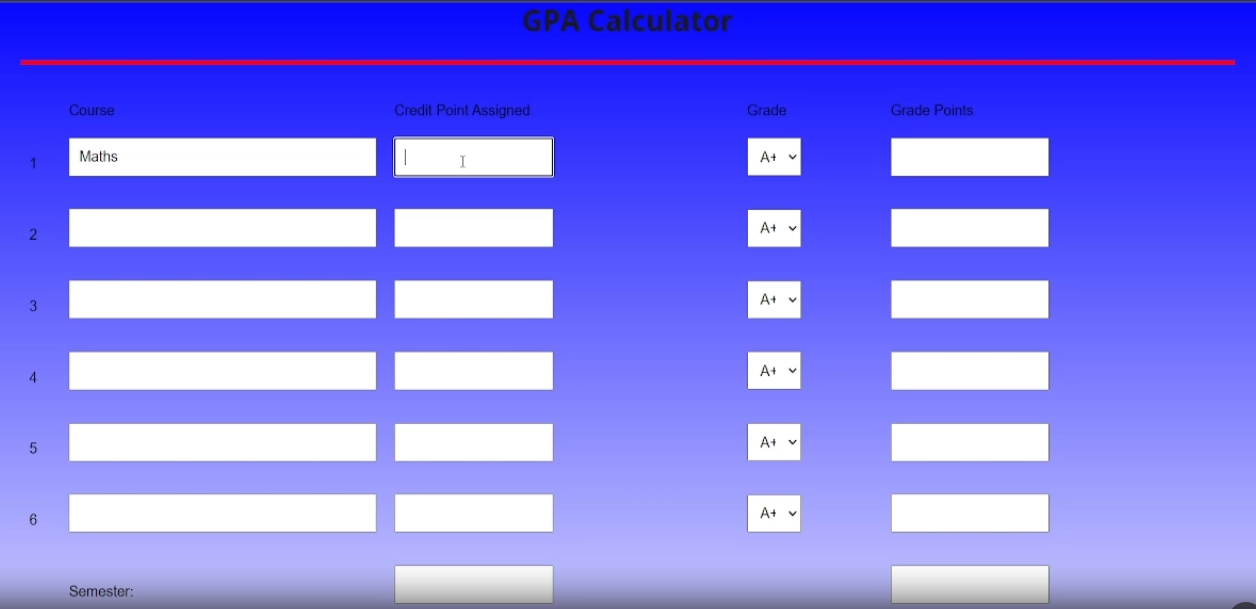 GPA Calculator
Course Credit Point Assigned Grade Grade Points
1 Maths A+
2 A+
3 A+
4 A+
5 A+
6 A+
Semester: